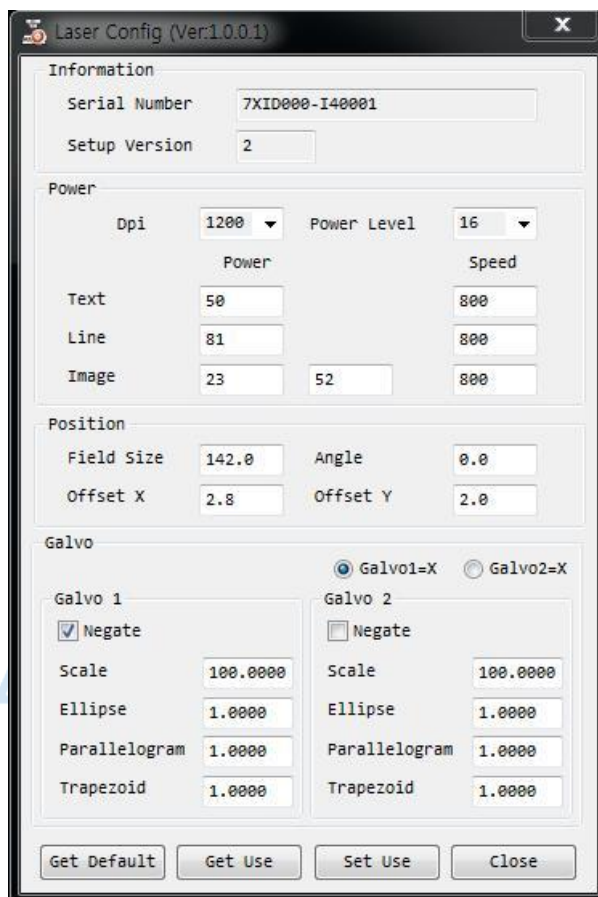 Laser Config (Ver:1.0.0.1)
Information
Serial Number 7XID000-I40001
Setup Version 2
Power
Dpi 1200 Power Level 16
Power Speed
Text 50 800
Line 81 800
Image 23 52 800
Position
Field Size 142.0 Angle 0.0
Offset X 2.8 Offset Y 2.0
Galvo
Galvo1=X Galvo2=X
Galvo 1 Galvo 2
Negate Negate
Scale 100.0000 Scale 100.0000
Ellipse 1.0000 Ellipse 1.0000
Parallelogram 1.0000 Parallelogram 1.0000
Trapezoid 1.0000 Trapezoid 1.0000
Get Default Get Use Set Use Close